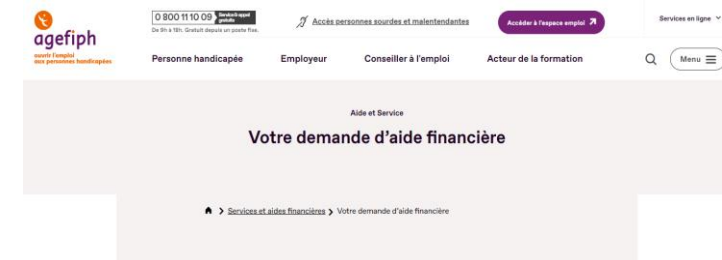 agefiph
ouvrir l'emploi
aux personnes handicapées
0 800 11 10 09 Service & appel gratuits
De 9h à 18h. Gratuit depuis un poste fixe.
Accès personnes sourdes et malentendantes
Accéder à l'espace emploi
Services en ligne
Personne handicapée
Employeur
Conseiller à l'emploi
Acteur de la formation
Menu
Aide et Service
Votre demande d'aide financière
Services et aides financières > Votre demande d'aide financière